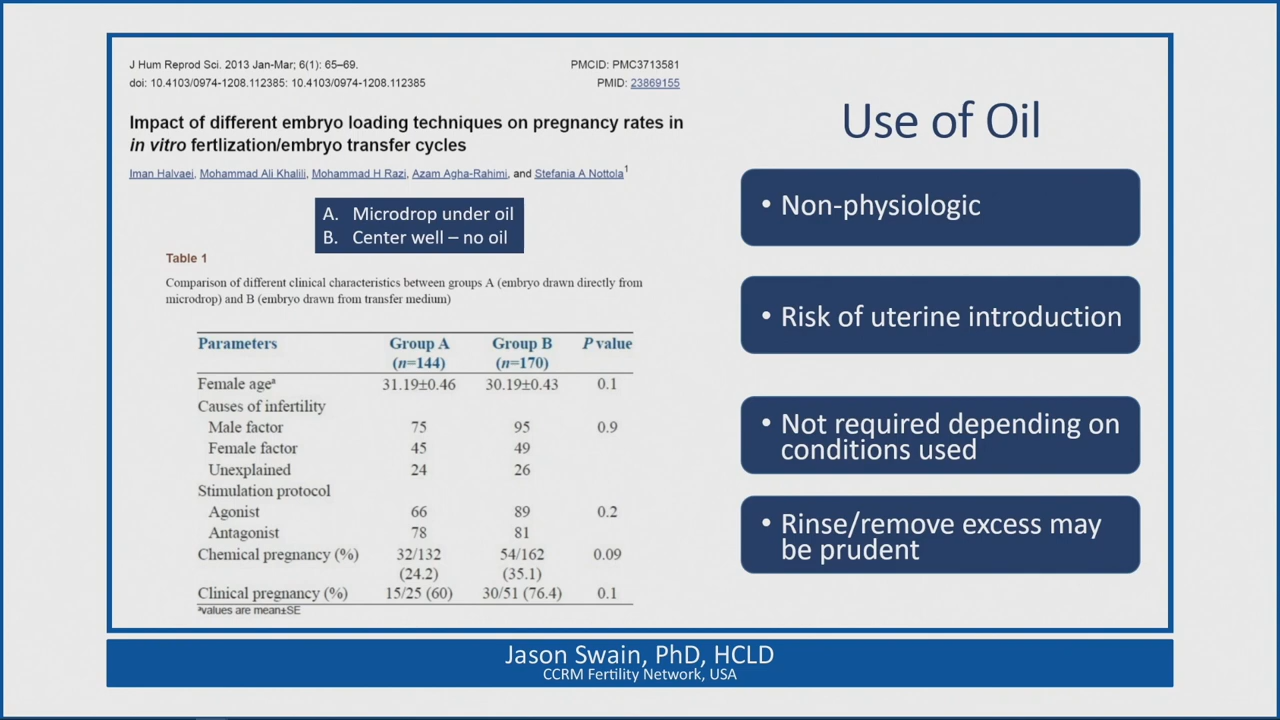 J Hum Reprod Sci. 2013 Jan-Mar; 6(1): 65–69.
doi: 10.4103/0974-1208.112385: 10.4103/0974-1208.112385
PMCID: PMC3713581
PMID: 23869155
Impact of different embryo loading techniques on pregnancy rates in
in vitro fertlization/embryo transfer cycles
Iman Halvaei, Mohammad Ali Khalili, Mohammad H Razi, Azam Agha-Rahimi, and Stefania A Nottola1
A. Microdrop under oil
B. Center well – no oil
Table 1
Comparison of different clinical characteristics between groups A (embryo drawn directly from
microdrop) and B (embryo drawn from transfer medium)
Parameters Group A Group B P value
(n=144) (n=170)
Female ageª 31.19±0.46 30.19±0.43 0.1
Causes of infertility
Male factor 75 95 0.9
Female factor 45 49
Unexplained 24 26
Stimulation protocol
Agonist 66 89 0.2
Antagonist 78 81
Chemical pregnancy (%) 32/132 54/162 0.09
(24.2) (35.1)
Clinical pregnancy (%) 15/25 (60) 30/51 (76.4) 0.1
ªvalues are mean±SE
Use of Oil
• Non-physiologic
• Risk of uterine introduction
• Not required depending on
conditions used
• Rinse/remove excess may
be prudent
Jason Swain, PhD, HCLD
CCRM Fertility Network, USA